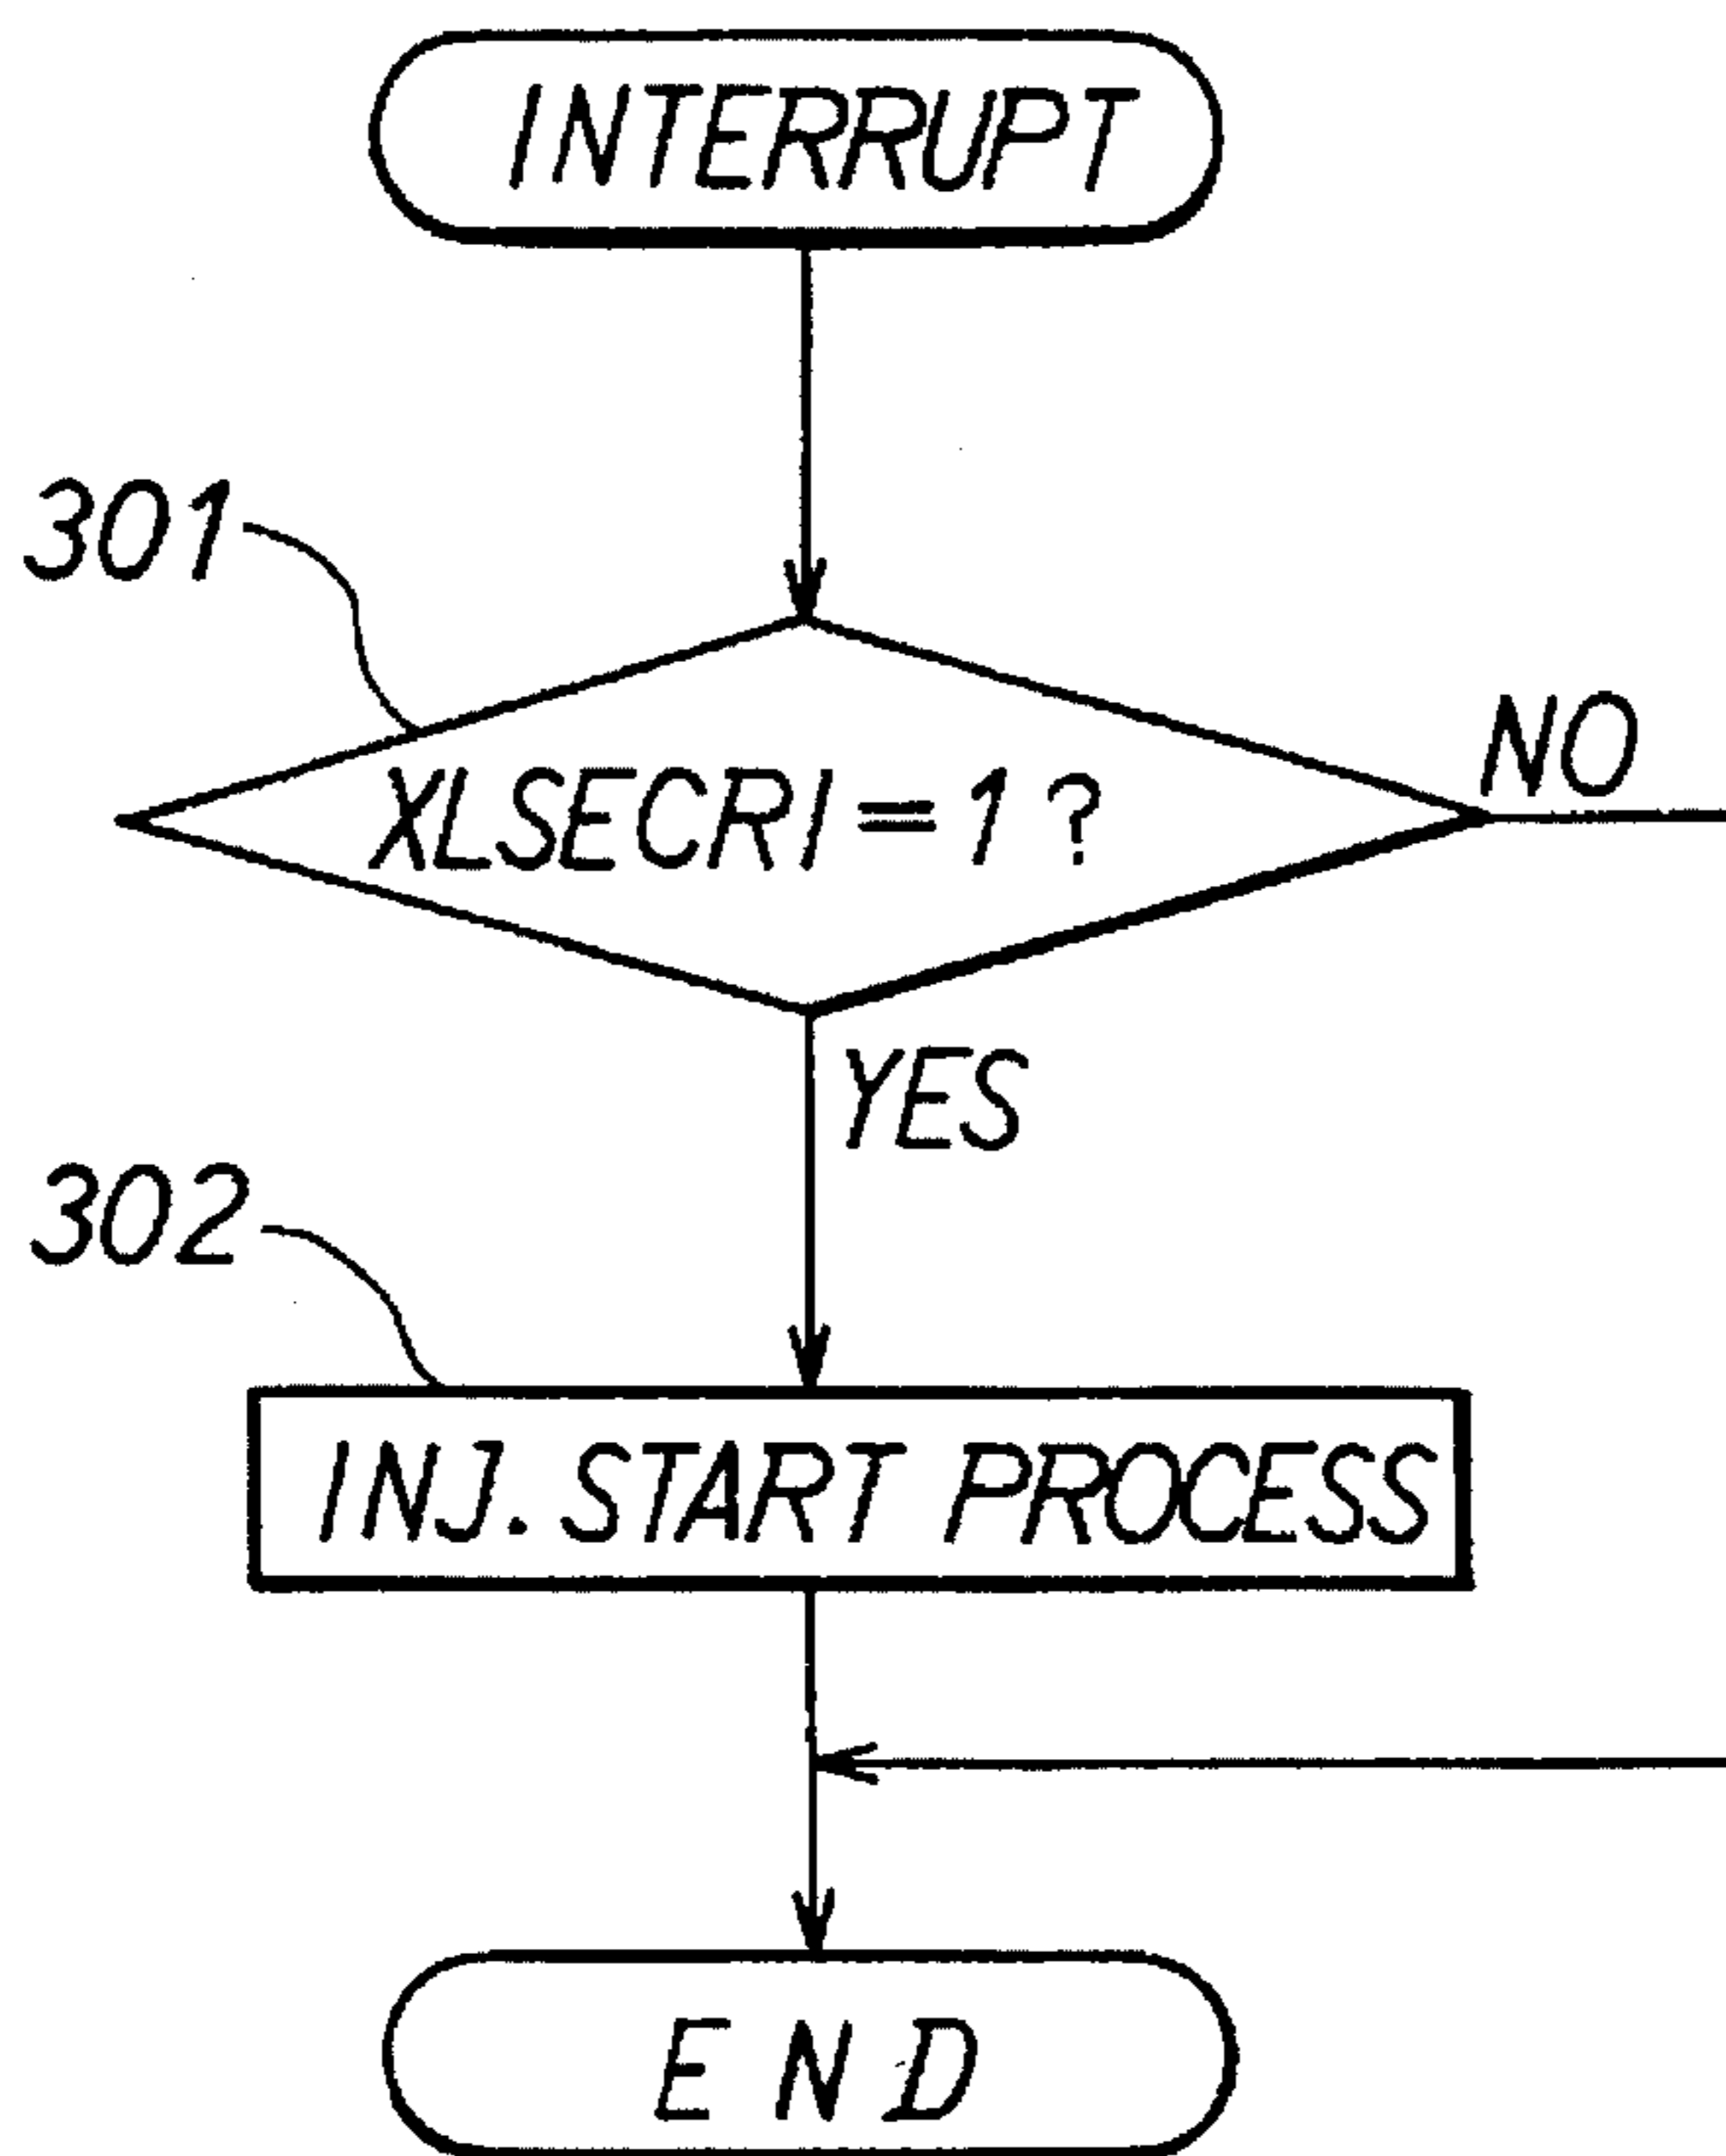 INTERRUPT
301
XLSECRI=1?
NO
YES
302
INJ.START PROCESS
END